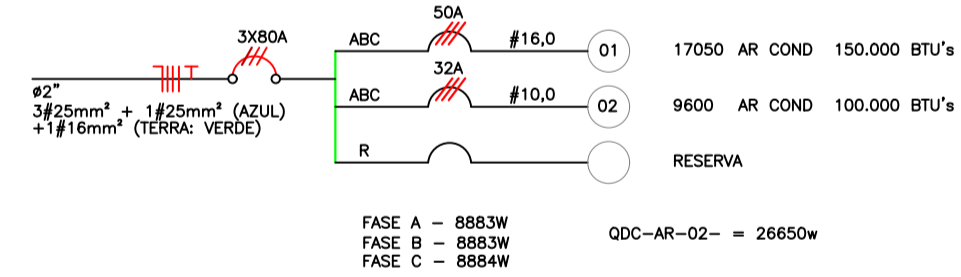 50A
3X80A
ABC #16,0 01 17050 AR COND 150.000 BTU's
32A
ABC #10,0 02 9600 AR COND 100.000 BTU's
ø2"
3#25mm² + 1#25mm² (AZUL)
+1#16mm² (TERRA: VERDE)
R RESERVA
FASE A - 8883W
FASE B - 8883W
FASE C - 8884W
QDC-AR-02- = 26650w